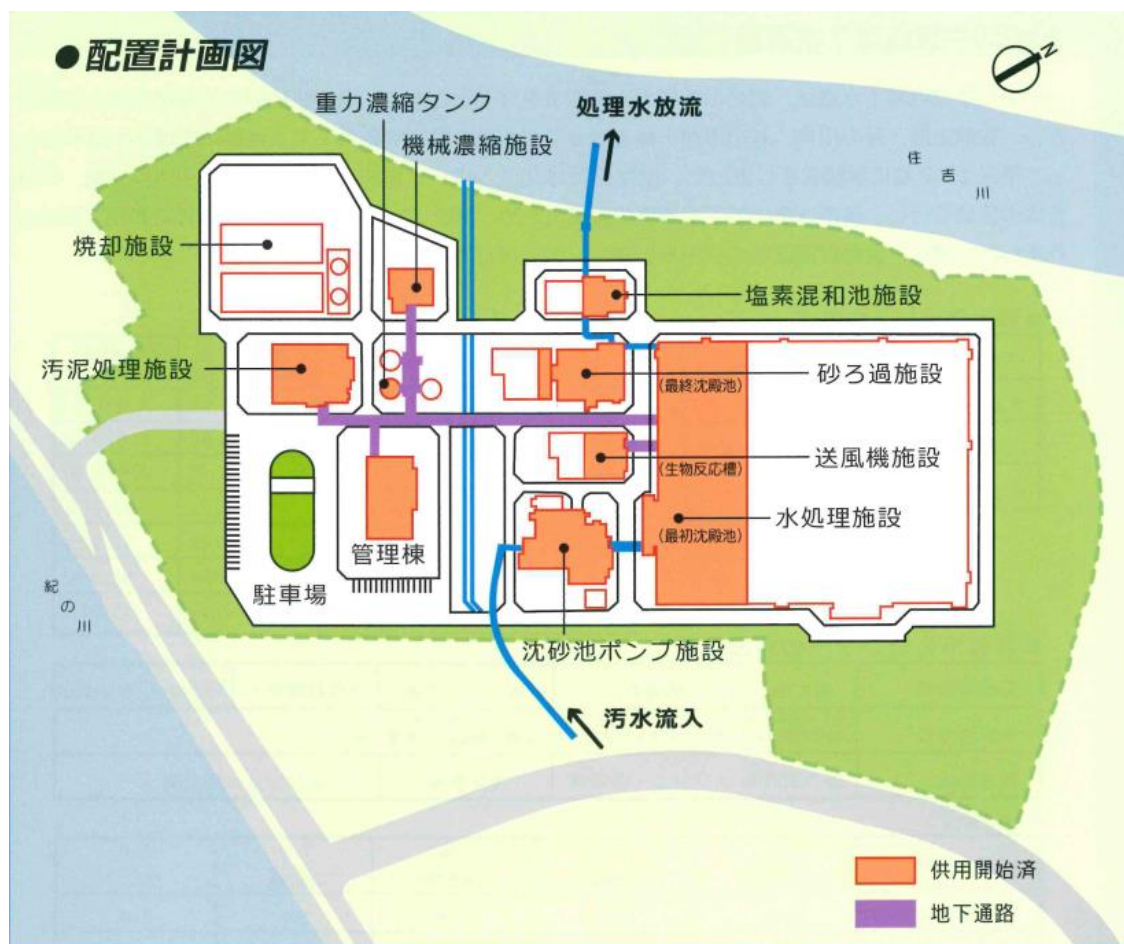 ●配置計画図
N
重力濃縮タンク
処理水放流
機械濃縮施設
住吉川
焼却施設
塩素混和池施設
汚泥処理施設
(最終沈殿池)
砂ろ過施設
(生物反応槽)
送風機施設
水処理施設
(最初沈殿池)
管理棟
駐車場
紀の川
沈砂池ポンプ施設
汚水流入
供用開始済
地下通路